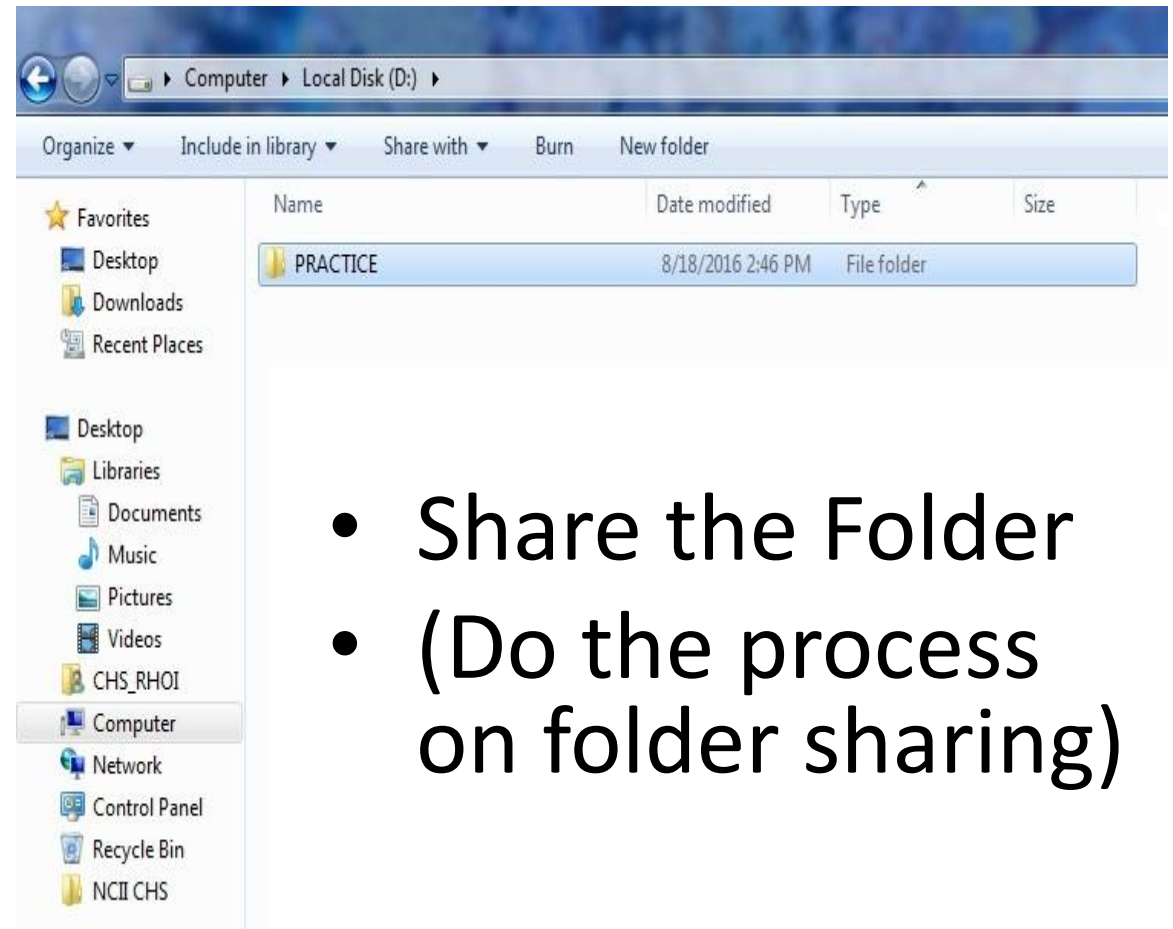 Computer ▸ Local Disk (D:) ▸
Organize ▾ Include in library ▾ Share with ▾ Burn New folder
Name Date modified Type Size
PRACTICE 8/18/2016 2:46 PM File folder
Favorites
Desktop
Downloads
Recent Places
Desktop
Libraries
Documents
Music
Pictures
Videos
CHS_RHOI
Computer
Network
Control Panel
Recycle Bin
NCII CHS
• Share the Folder
• (Do the process
on folder sharing)